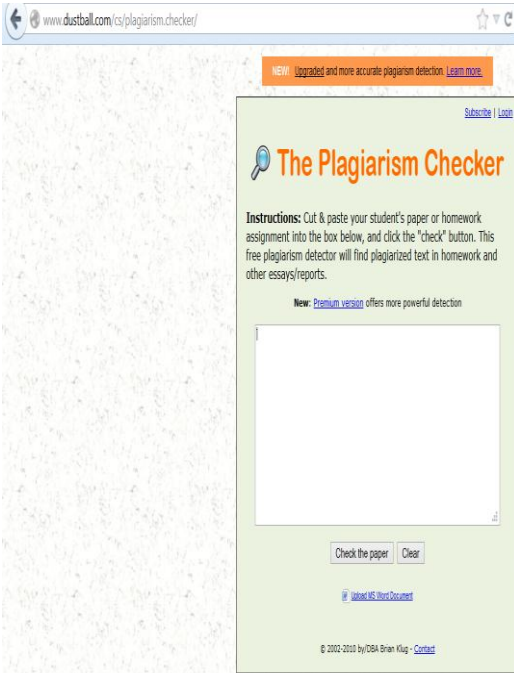 www.dustball.com/cs/plagiarism.checker/
NEW! Upgraded and more accurate plagiarism detection. Learn more.
Subscribe | Login
The Plagiarism Checker
Instructions: Cut & paste your student's paper or homework
assignment into the box below, and click the "check" button. This
free plagiarism detector will find plagiarized text in homework and
other essays/reports.
New: Premium version offers more powerful detection
Check the paper Clear
Upload MS Word Document
© 2002-2010 by/DBA Brian Klug - Contact